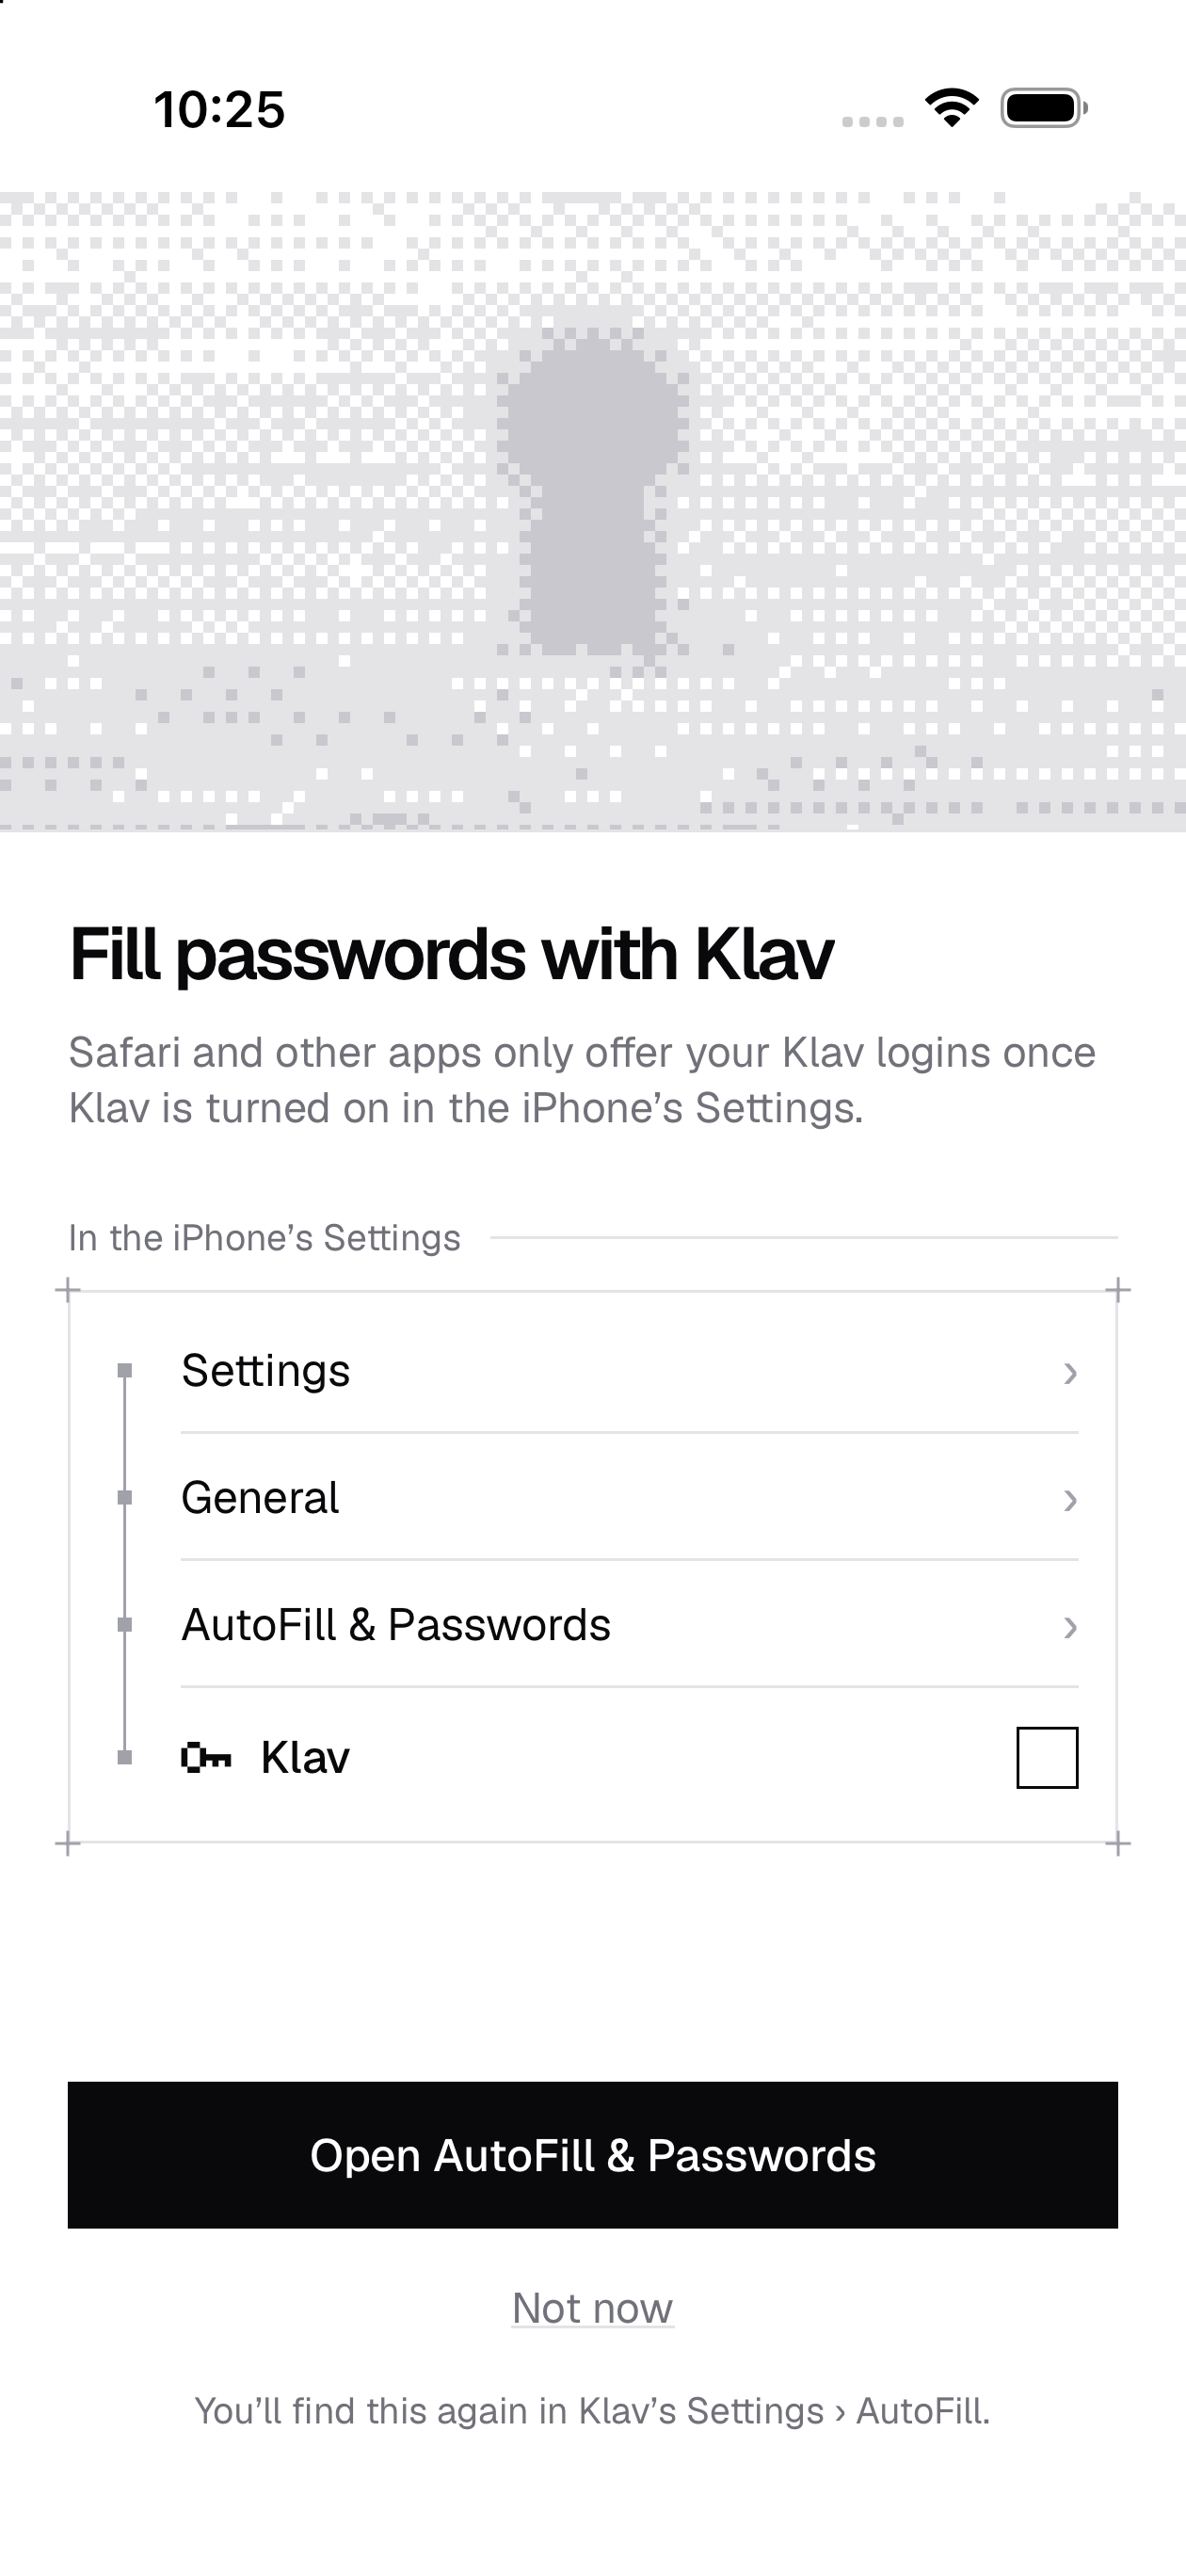 10:25
Fill passwords with Klav
Safari and other apps only offer your Klav logins once
Klav is turned on in the iPhone’s Settings.
In the iPhone’s Settings
Settings ›
General ›
AutoFill & Passwords ›
Klav
Open AutoFill & Passwords
Not now
You’ll find this again in Klav’s Settings › AutoFill.